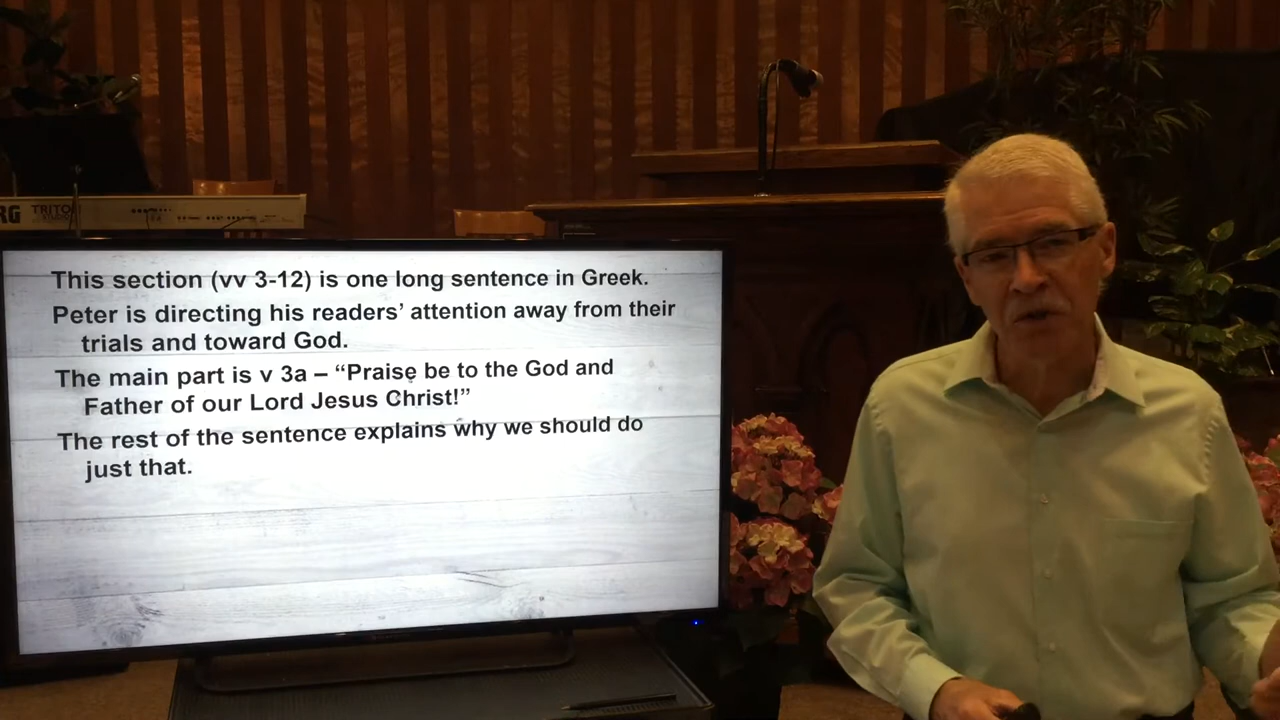 RG TRITO
This section (vv 3-12) is one long sentence in Greek.
Peter is directing his readers’ attention away from their
trials and toward God.
The main part is v 3a – “Praise be to the God and
Father of our Lord Jesus Christ!”
The rest of the sentence explains why we should do
just that.